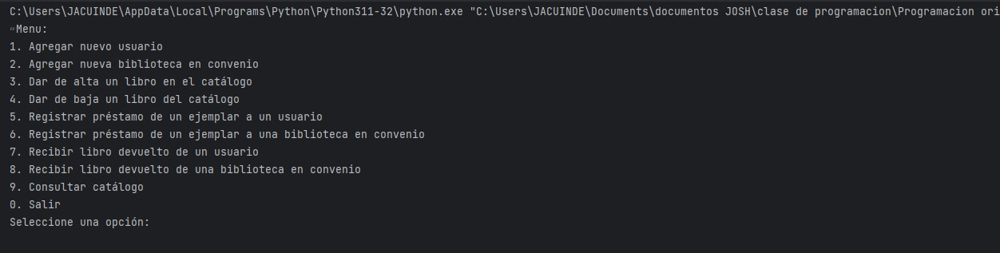 C:\Users\JACUINDE\AppData\Local\Programs\Python\Python311-32\python.exe "C:\Users\JACUINDE\Documents\documentos JOSH\clase de programacion\Programacion ori
Menu:
1. Agregar nuevo usuario
2. Agregar nueva biblioteca en convenio
3. Dar de alta un libro en el catálogo
4. Dar de baja un libro del catálogo
5. Registrar préstamo de un ejemplar a un usuario
6. Registrar préstamo de un ejemplar a una biblioteca en convenio
7. Recibir libro devuelto de un usuario
8. Recibir libro devuelto de una biblioteca en convenio
9. Consultar catálogo
0. Salir
Seleccione una opción: